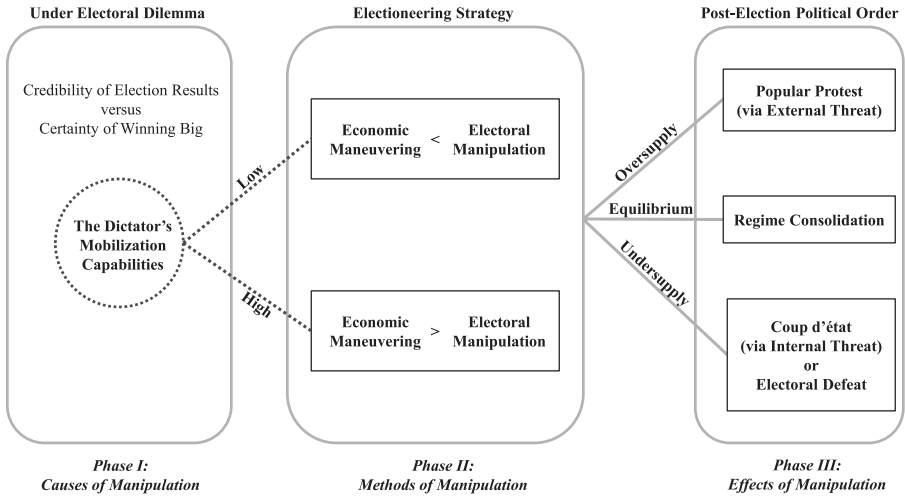 Under Electoral Dilemma
Credibility of Election Results
versus
Certainty of Winning Big
The Dictator's
Mobilization
Capabilities
Low
High
Electioneering Strategy
Economic Maneuvering < Electoral Manipulation
Economic Maneuvering > Electoral Manipulation
Oversupply
Equilibrium
Undersupply
Post-Election Political Order
Popular Protest
(via External Threat)
Regime Consolidation
Coup d'état
(via Internal Threat)
or
Electoral Defeat
Phase I:
Causes of Manipulation
Phase II:
Methods of Manipulation
Phase III:
Effects of Manipulation